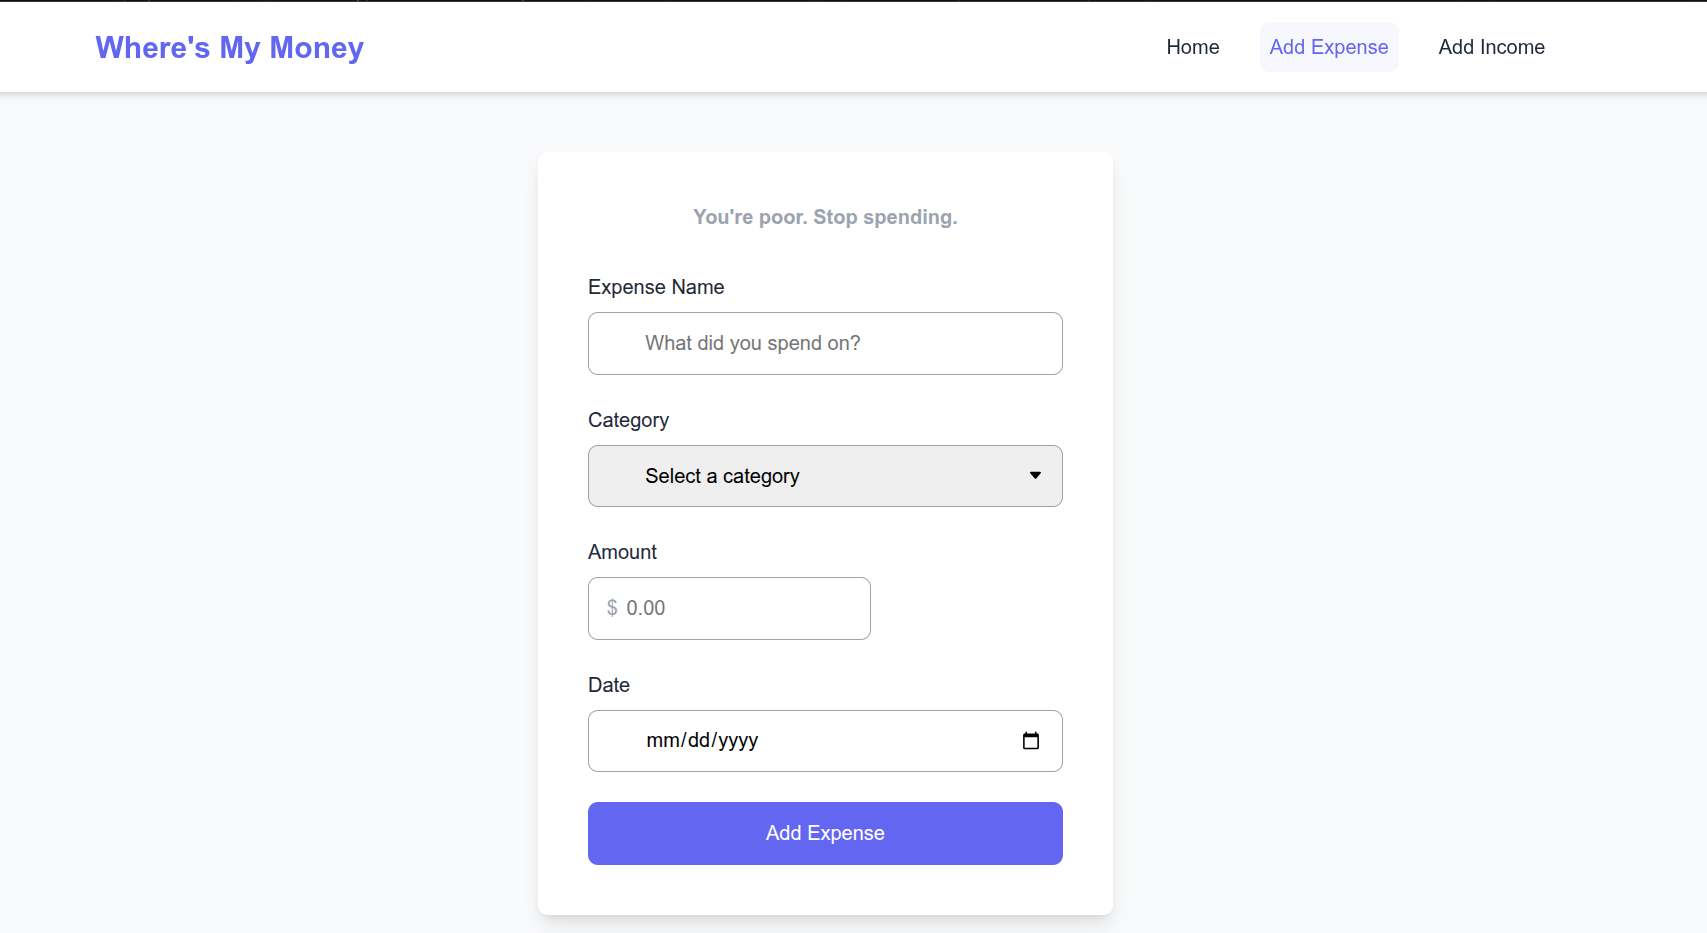 Where's My Money
Home
Add Expense
Add Income
You're poor. Stop spending.
Expense Name
What did you spend on?
Category
Select a category
Amount
$ 0.00
Date
mm/dd/yyyy
Add Expense